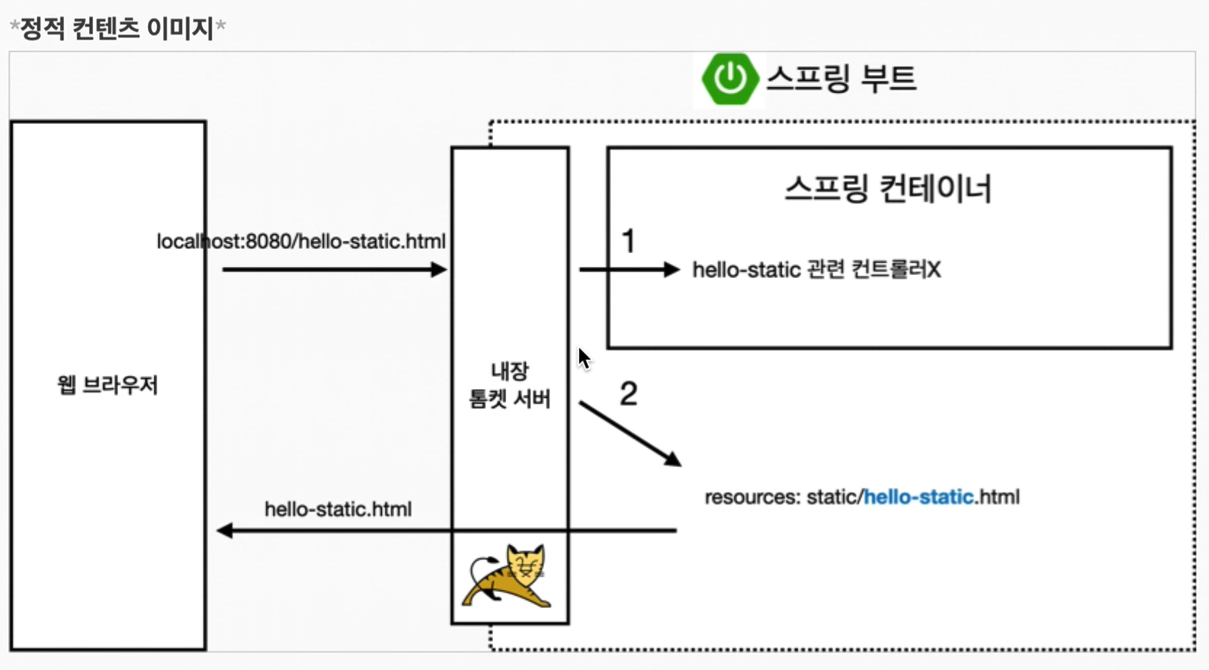 *정적 컨텐츠 이미지*
스프링 부트
스프링 컨테이너
localhost:8080/hello-static.html
1
hello-static 관련 컨트롤러X
웹 브라우저
내장
톰켓 서버
2
resources: static/hello-static.html
hello-static.html